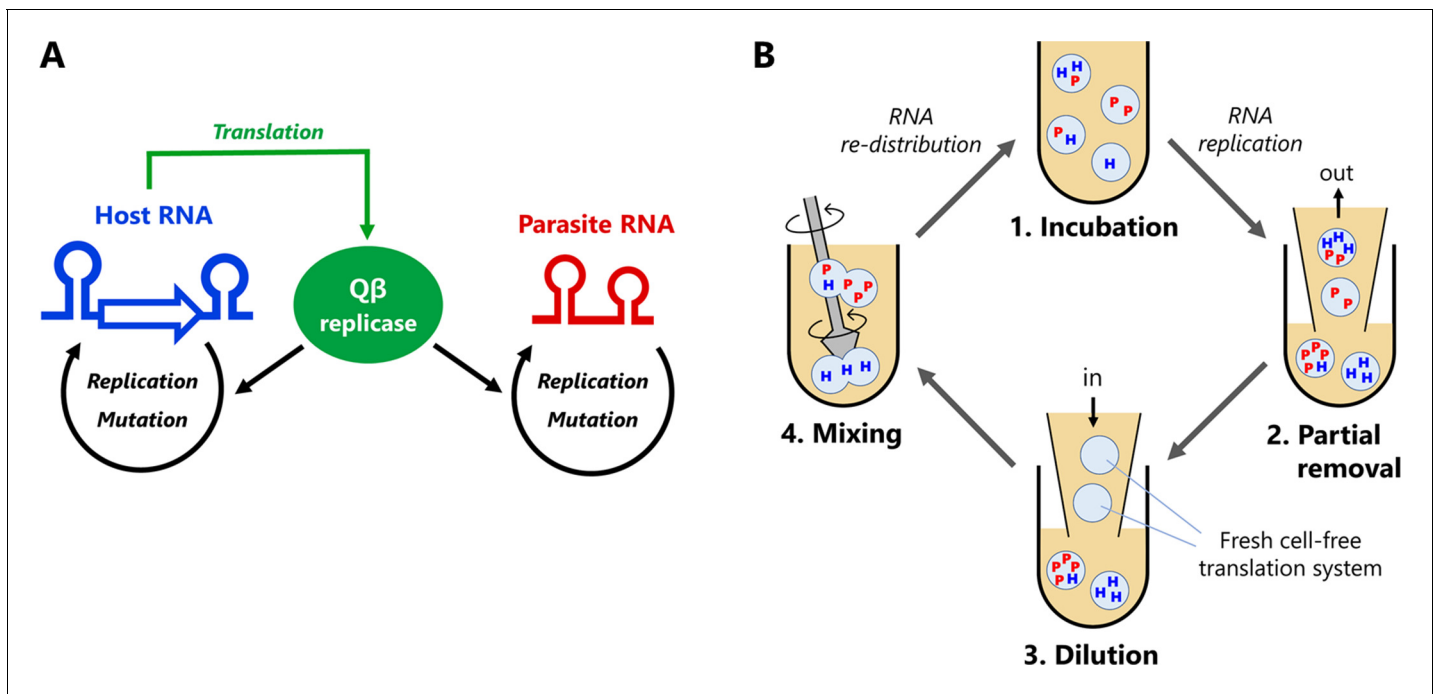 A
Translation
Host RNA
Parasite RNA
Qβ
replicase
Replication
Mutation
Replication
Mutation
B
RNA
re-distribution
H H
P
P
P
P
H
H
1. Incubation
RNA
replication
out
H H H
P P
P
P
P P P
P H
H
H H
2. Partial
removal
in
P P P
P H
H
H H
Fresh cell-free
translation system
3. Dilution
P
H
P P
P
H H H
4. Mixing